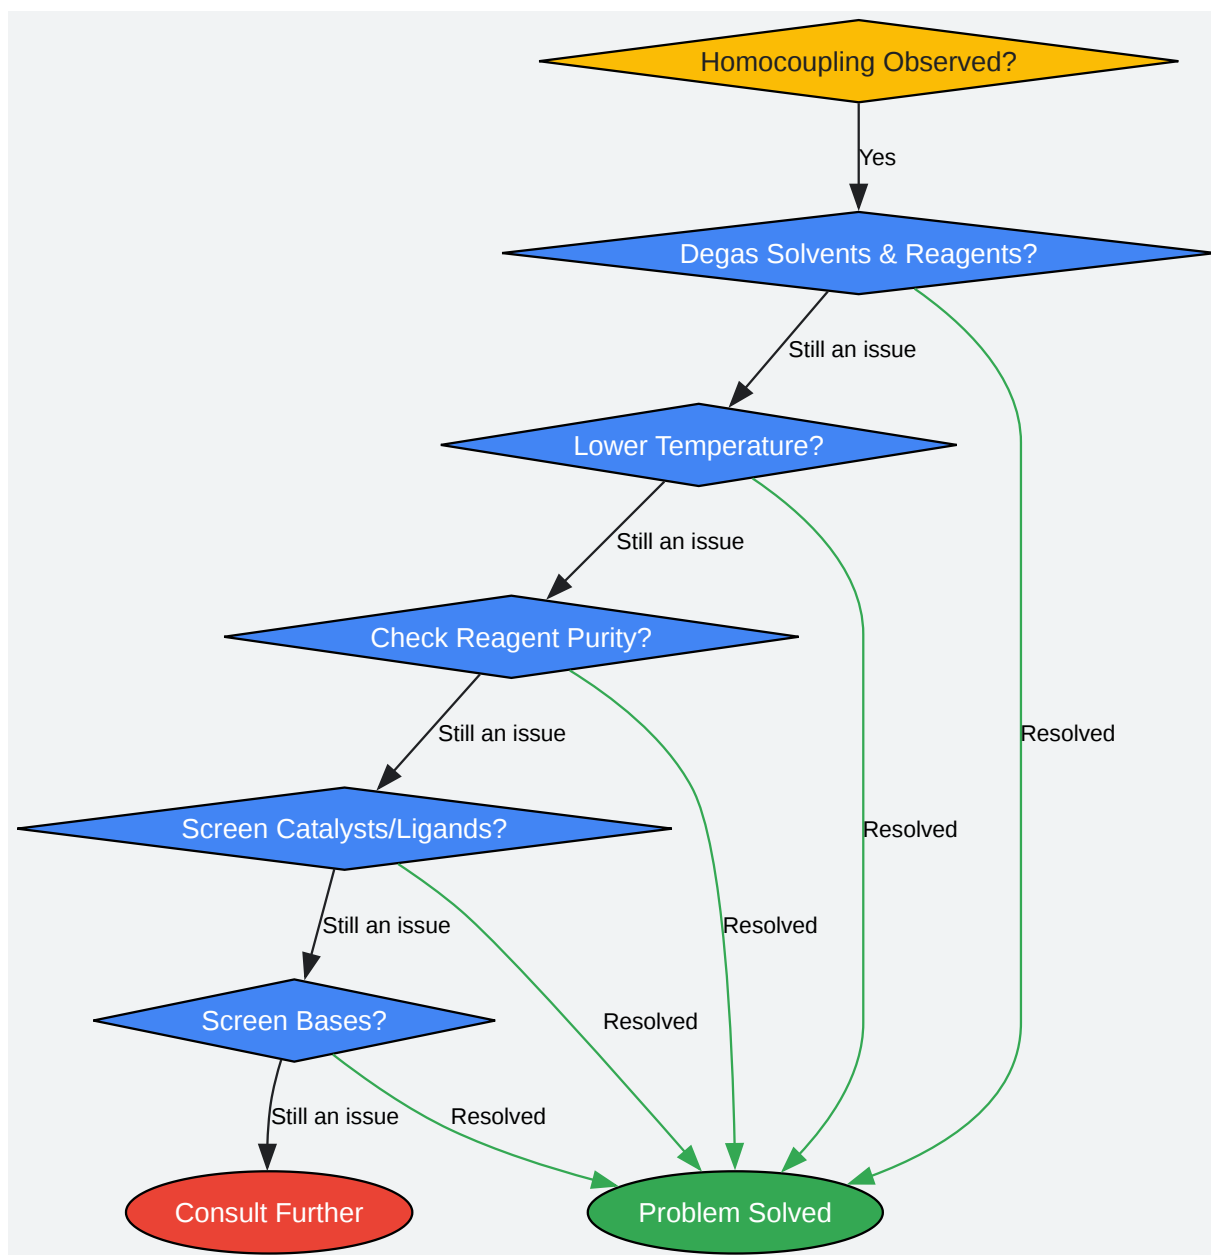 Homocoupling Observed?
Yes
Degas Solvents & Reagents?
Still an issue
Lower Temperature?
Still an issue
Check Reagent Purity?
Still an issue
Resolved
Screen Catalysts/Ligands?
Resolved
Still an issue
Resolved
Screen Bases?
Resolved
Still an issue
Resolved
Consult Further
Problem Solved